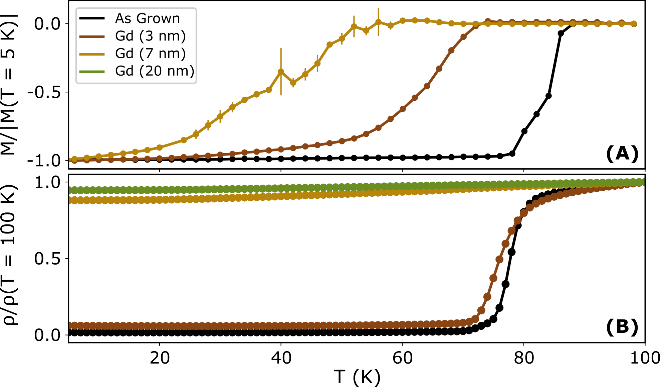 M/|M(T = 5 K)|
0.0
-0.5
-1.0
As Grown
Gd (3 nm)
Gd (7 nm)
Gd (20 nm)
(A)
ρ/ρ(T = 100 K)
1.0
0.5
0.0
(B)
20 40 60 80 100
T (K)